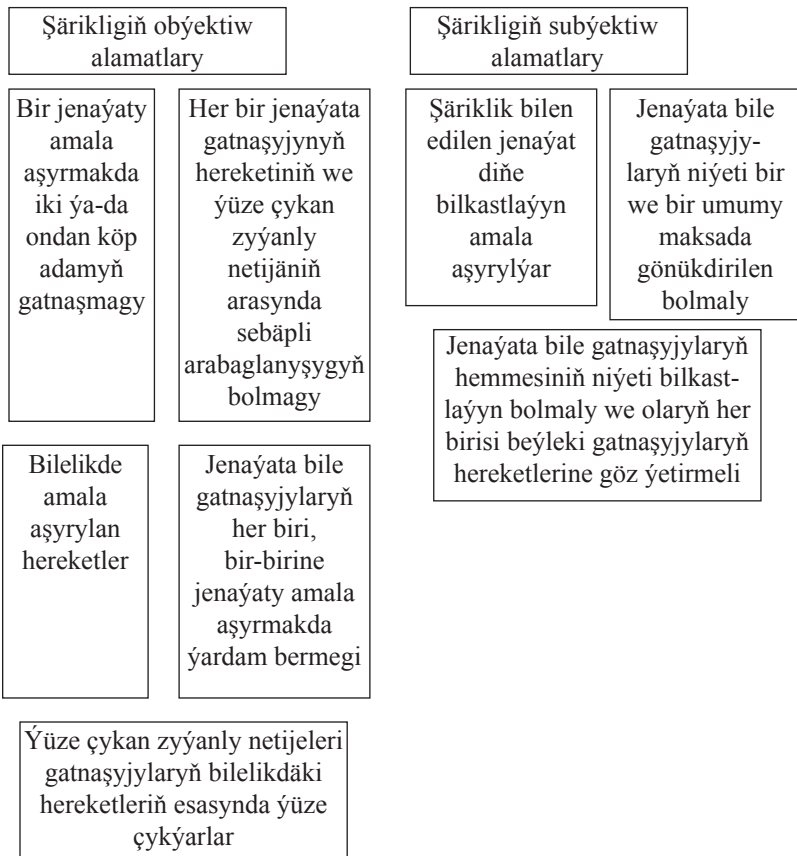 Şärikligiň obýektiw
alamatlary
Bir jenaýaty
amala
aşyrmakda
iki ýa-da
ondan köp
adamyň
gatnaşmagy
Her bir jenaýata
gatnaşyjynyň
hereketiniň we
ýüze çykan
zyýanly
netijäniň
arasynda
sebäpli
arabaglanyşygyň
bolmagy
Bilelikde
amala
aşyrylan
hereketler
Jenaýata bile
gatnaşyjylaryň
her biri,
bir-birine
jenaýaty amala
aşyrmakda
ýardam bermegi
Ýüze çykan zyýanly netijeleri
gatnaşyjylaryň bilelikdäki
hereketleriň esasynda ýüze
çykýarlar
Şärikligiň subýektiw
alamatlary
Şäriklik bilen
edilen jenaýat
diňe
bilkastlaýyn
amala
aşyrylýar
Jenaýata bile
gatnaşyjy-
laryň niýeti bir
we bir umumy
maksada
gönükdirilen
bolmaly
Jenaýata bile gatnaşyjylaryň
hemmesiniň niýeti bilkast-
laýyn bolmaly we olaryň her
birisi beýleki gatnaşyjylaryň
hereketlerine göz ýetirmeli